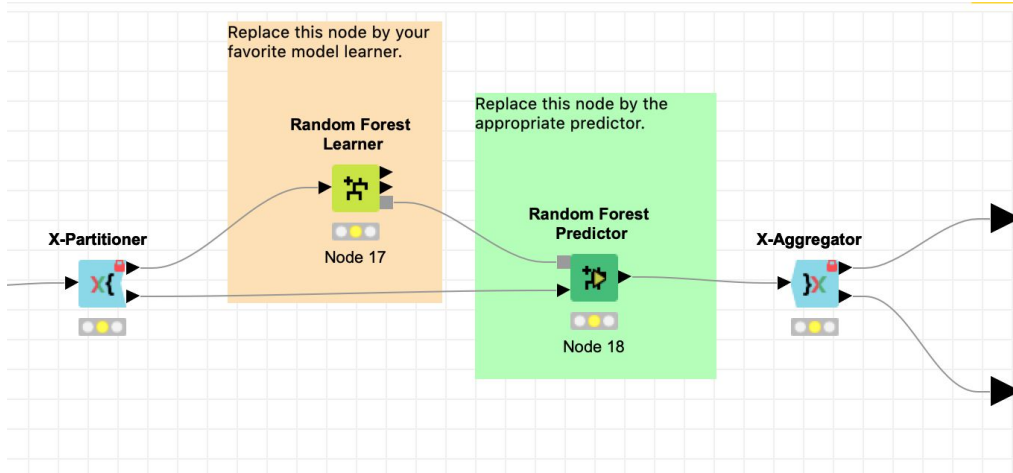 Replace this node by your
favorite model learner.
Random Forest
Learner
Node 17
Replace this node by the
appropriate predictor.
Random Forest
Predictor
Node 18
X-Partitioner
X{
X-Aggregator
}X